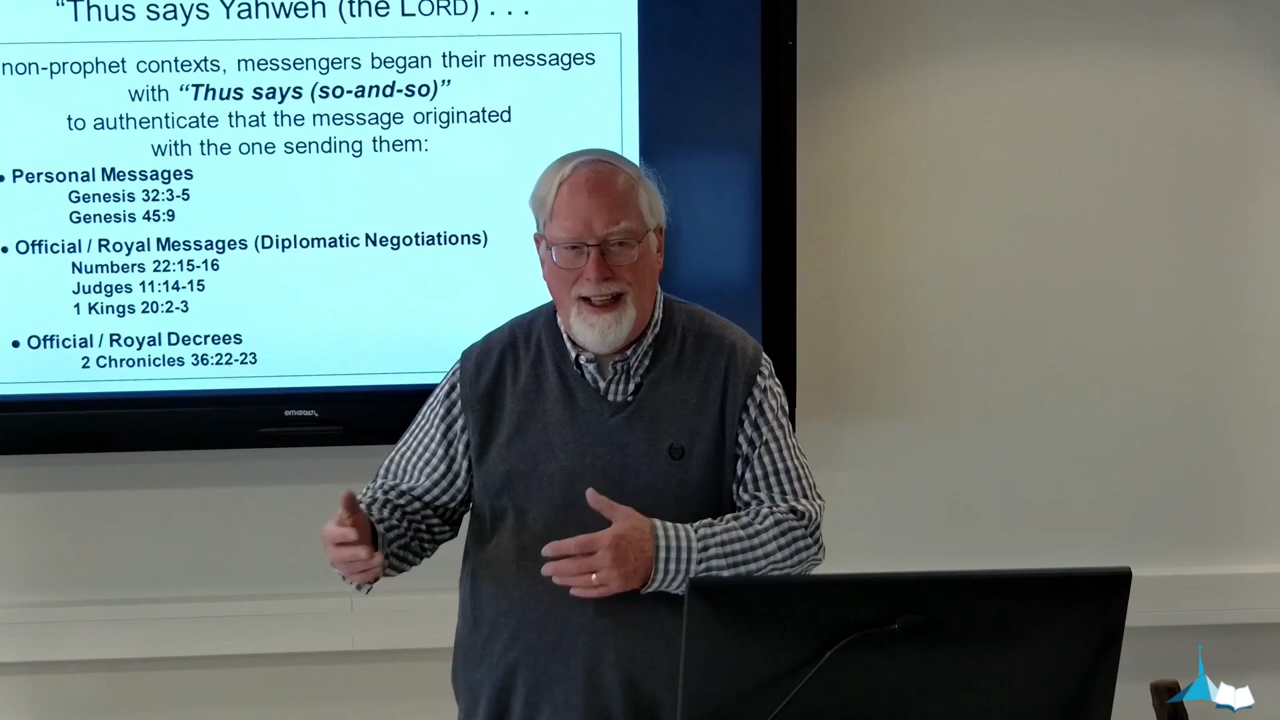 “Thus says Yahweh (the LORD) . . .
non-prophet contexts, messengers began their messages
with “Thus says (so-and-so)”
to authenticate that the message originated
with the one sending them:
• Personal Messages
Genesis 32:3-5
Genesis 45:9
• Official / Royal Messages (Diplomatic Negotiations)
Numbers 22:15-16
Judges 11:14-15
1 Kings 20:2-3
• Official / Royal Decrees
2 Chronicles 36:22-23